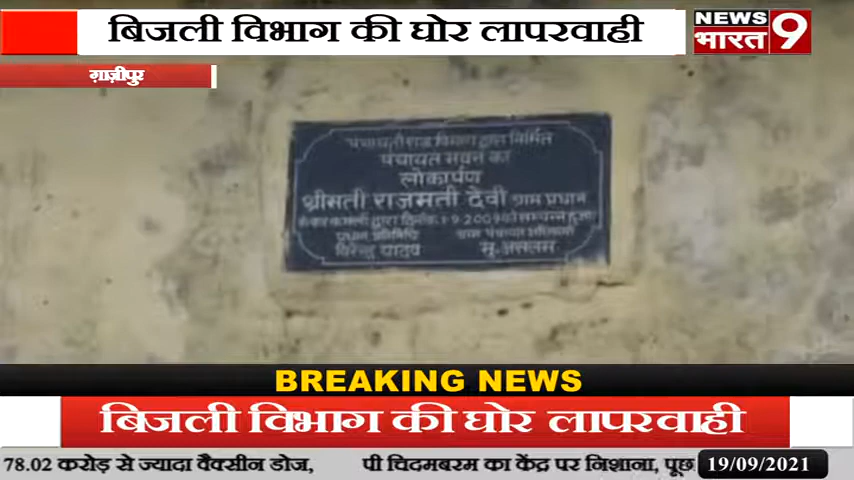 बिजली विभाग की घोर लापरवाही
NEWS
भारत 9
ग़ाज़ीपुर
पंचायती राज विभाग द्वारा निर्मित
पंचायत भवन का
लोकार्पण
श्रीमती राजमती देवी ग्राम प्रधान
द्वारा दिनांक
प्रधान प्रतिनिधि
ग्राम पंचायत अधिकारी
विरेन्द्र यादव
मु. असलम
BREAKING NEWS
बिजली विभाग की घोर लापरवाही
78.02 करोड़ से ज्यादा वैक्सीन डोज, पी चिदमबरम का केंद्र पर निशाना, पूछ
19/09/2021